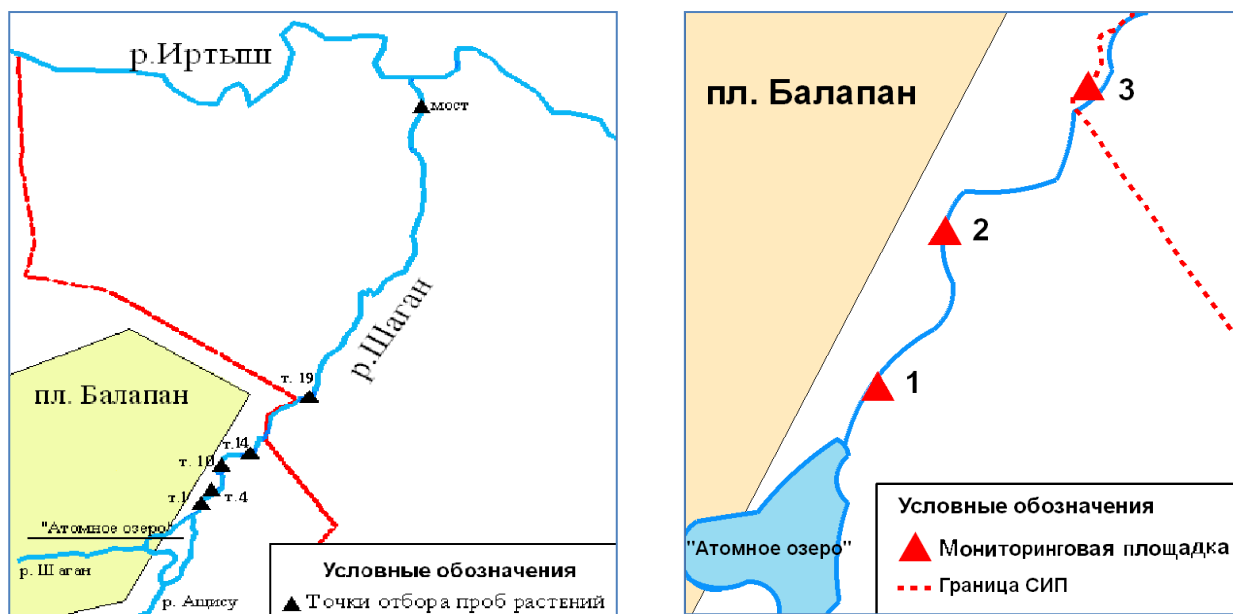 р.Иртыш
мост
р.Шаган
т. 19
пл. Балапан
т.14
т. 10
т.1
т.4
"Атомное озеро"
р. Шаган
р. Ащису
Условные обозначения
Точки отбора проб растений
пл. Балапан
3
2
1
"Атомное озеро"
Условные обозначения
Мониторинговая площадка
Граница СИП